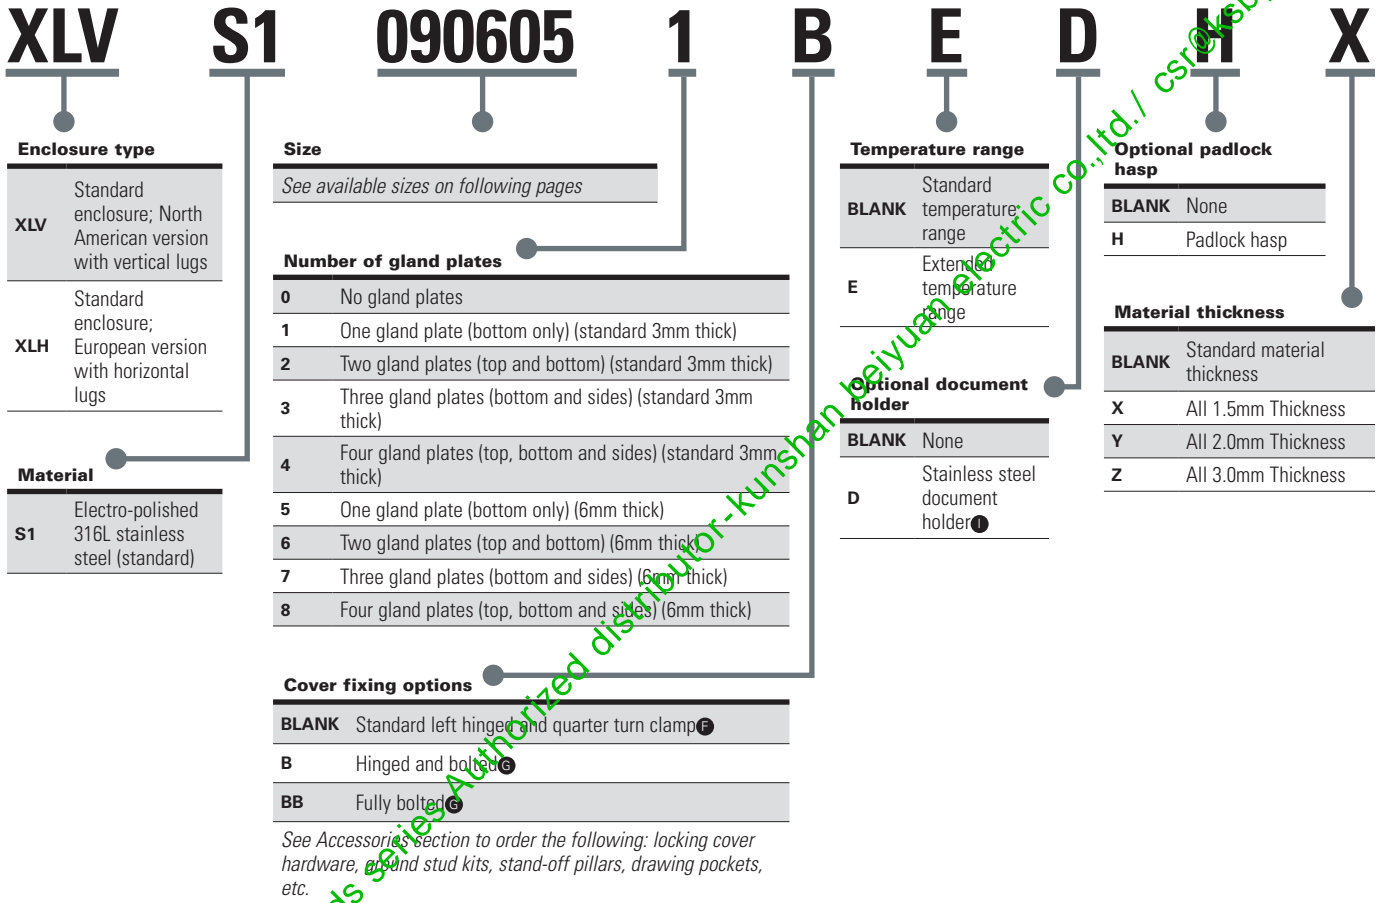 XLV S1 090605 1 B E D H X
Enclosure type
XLV Standard
enclosure; North
American version
with vertical lugs
XLH Standard
enclosure;
European version
with horizontal
lugs
Material
S1 Electro-polished
316L stainless
steel (standard)
Size
See available sizes on following pages
Number of gland plates
0 No gland plates
1 One gland plate (bottom only) (standard 3mm thick)
2 Two gland plates (top and bottom) (standard 3mm thick)
3 Three gland plates (bottom and sides) (standard 3mm
thick)
4 Four gland plates (top, bottom and sides) (standard 3mm
thick)
5 One gland plate (bottom only) (6mm thick)
6 Two gland plates (top and bottom) (6mm thick)
7 Three gland plates (bottom and sides) (6mm thick)
8 Four gland plates (top, bottom and sides) (6mm thick)
Cover fixing options
BLANK Standard left hinged and quarter turn clamp F
B Hinged and bolted G
BB Fully bolted G
See Accessories section to order the following: locking cover
hardware, ground stud kits, stand-off pillars, drawing pockets,
etc.
Temperature range
BLANK Standard
temperature
range
E Extended
temperature
range
Optional document
holder
BLANK None
D Stainless steel
document
holder I
Optional padlock
hasp
BLANK None
H Padlock hasp
Material thickness
BLANK Standard material
thickness
X All 1.5mm Thickness
Y All 2.0mm Thickness
Z All 3.0mm Thickness
series Authorized distributor-kunshan beiyuan electric co.,ltd./ csr@ksby